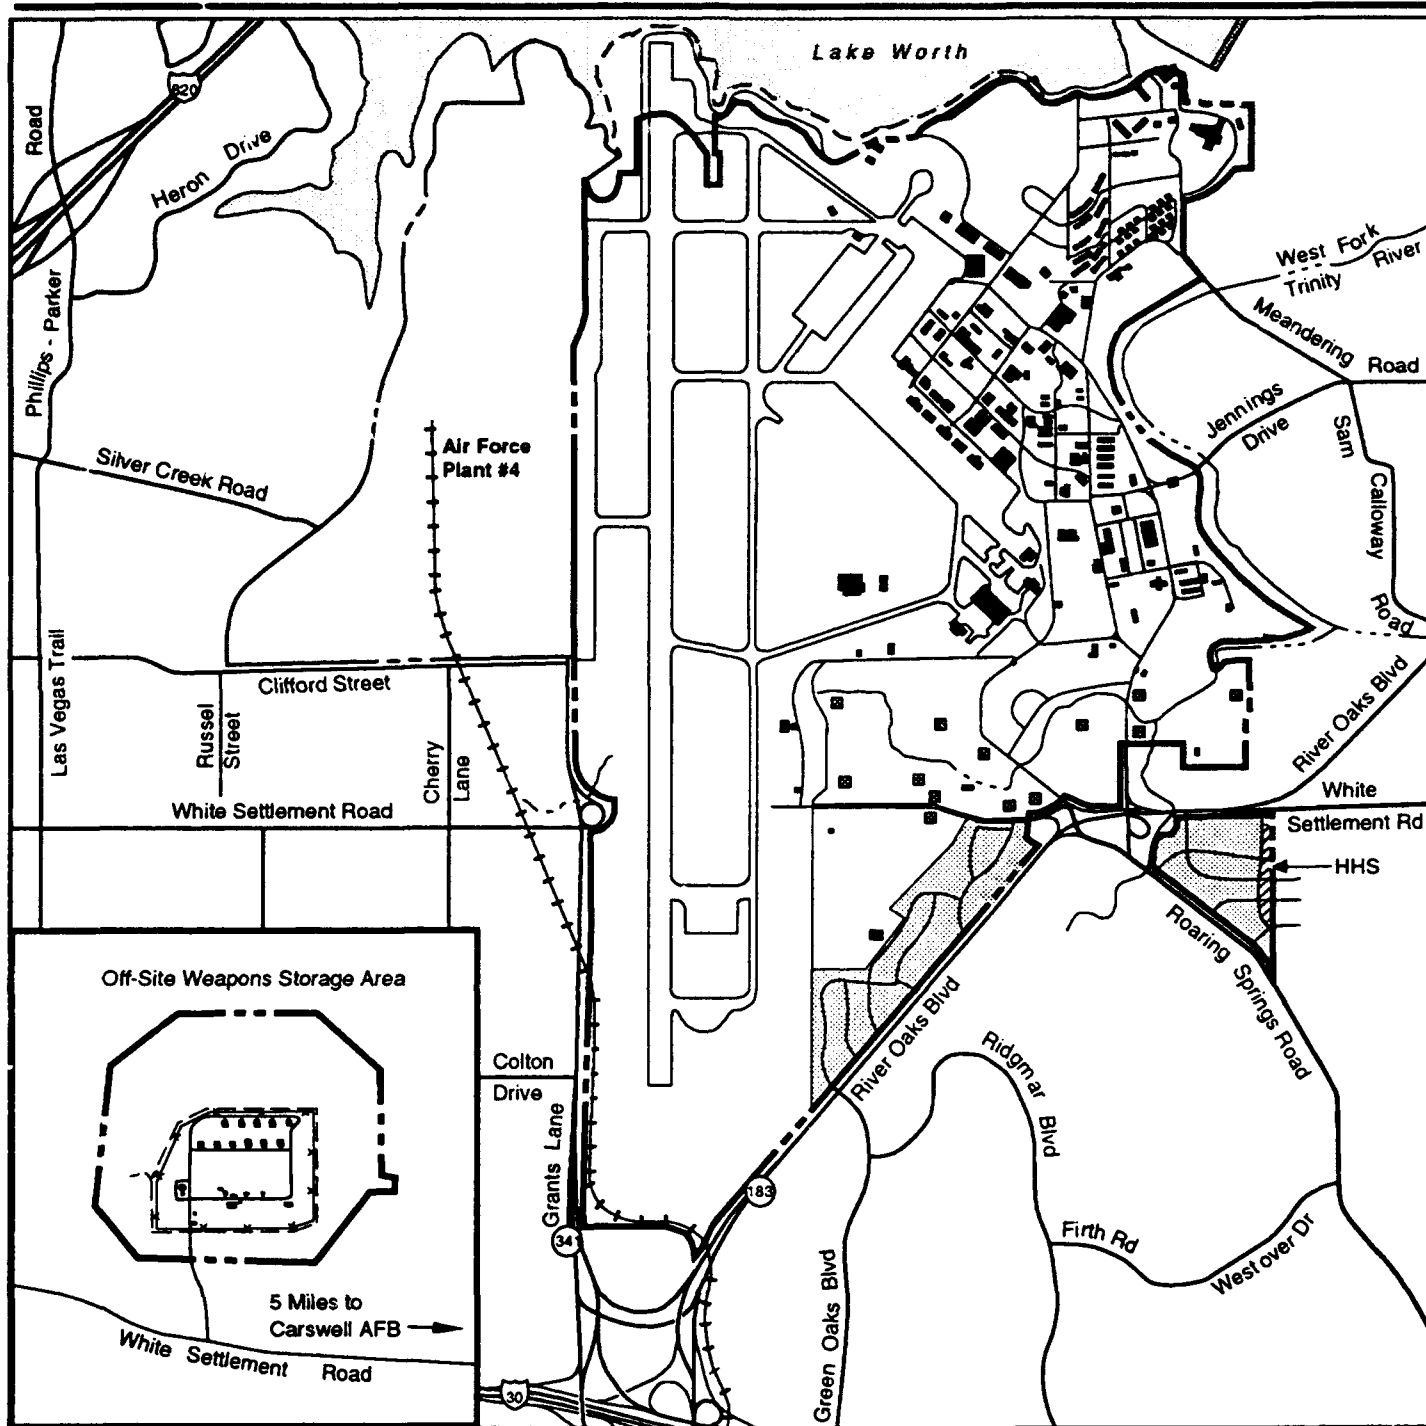 Lake Worth
820
Road
Heron Drive
West Fork
Trinity River
Phillips - Parker
Meandering
Road
Jennings
Drive
Sam
Calloway
Road
Air Force
Plant #4
Silver Creek Road
Las Vegas Trail
Clifford Street
Russel
Street
Cherry
Lane
River Oaks Blvd
White
Settlement Rd
White Settlement Road
HHS
Roaring Springs Road
Off-Site Weapons Storage Area
River Oaks Blvd
Ridgmar Blvd
Colton
Drive
Grants Lane
183
341
Firth Rd
Westover Dr
Green Oaks Blvd
5 Miles to
Carswell AFB
White Settlement Road
30